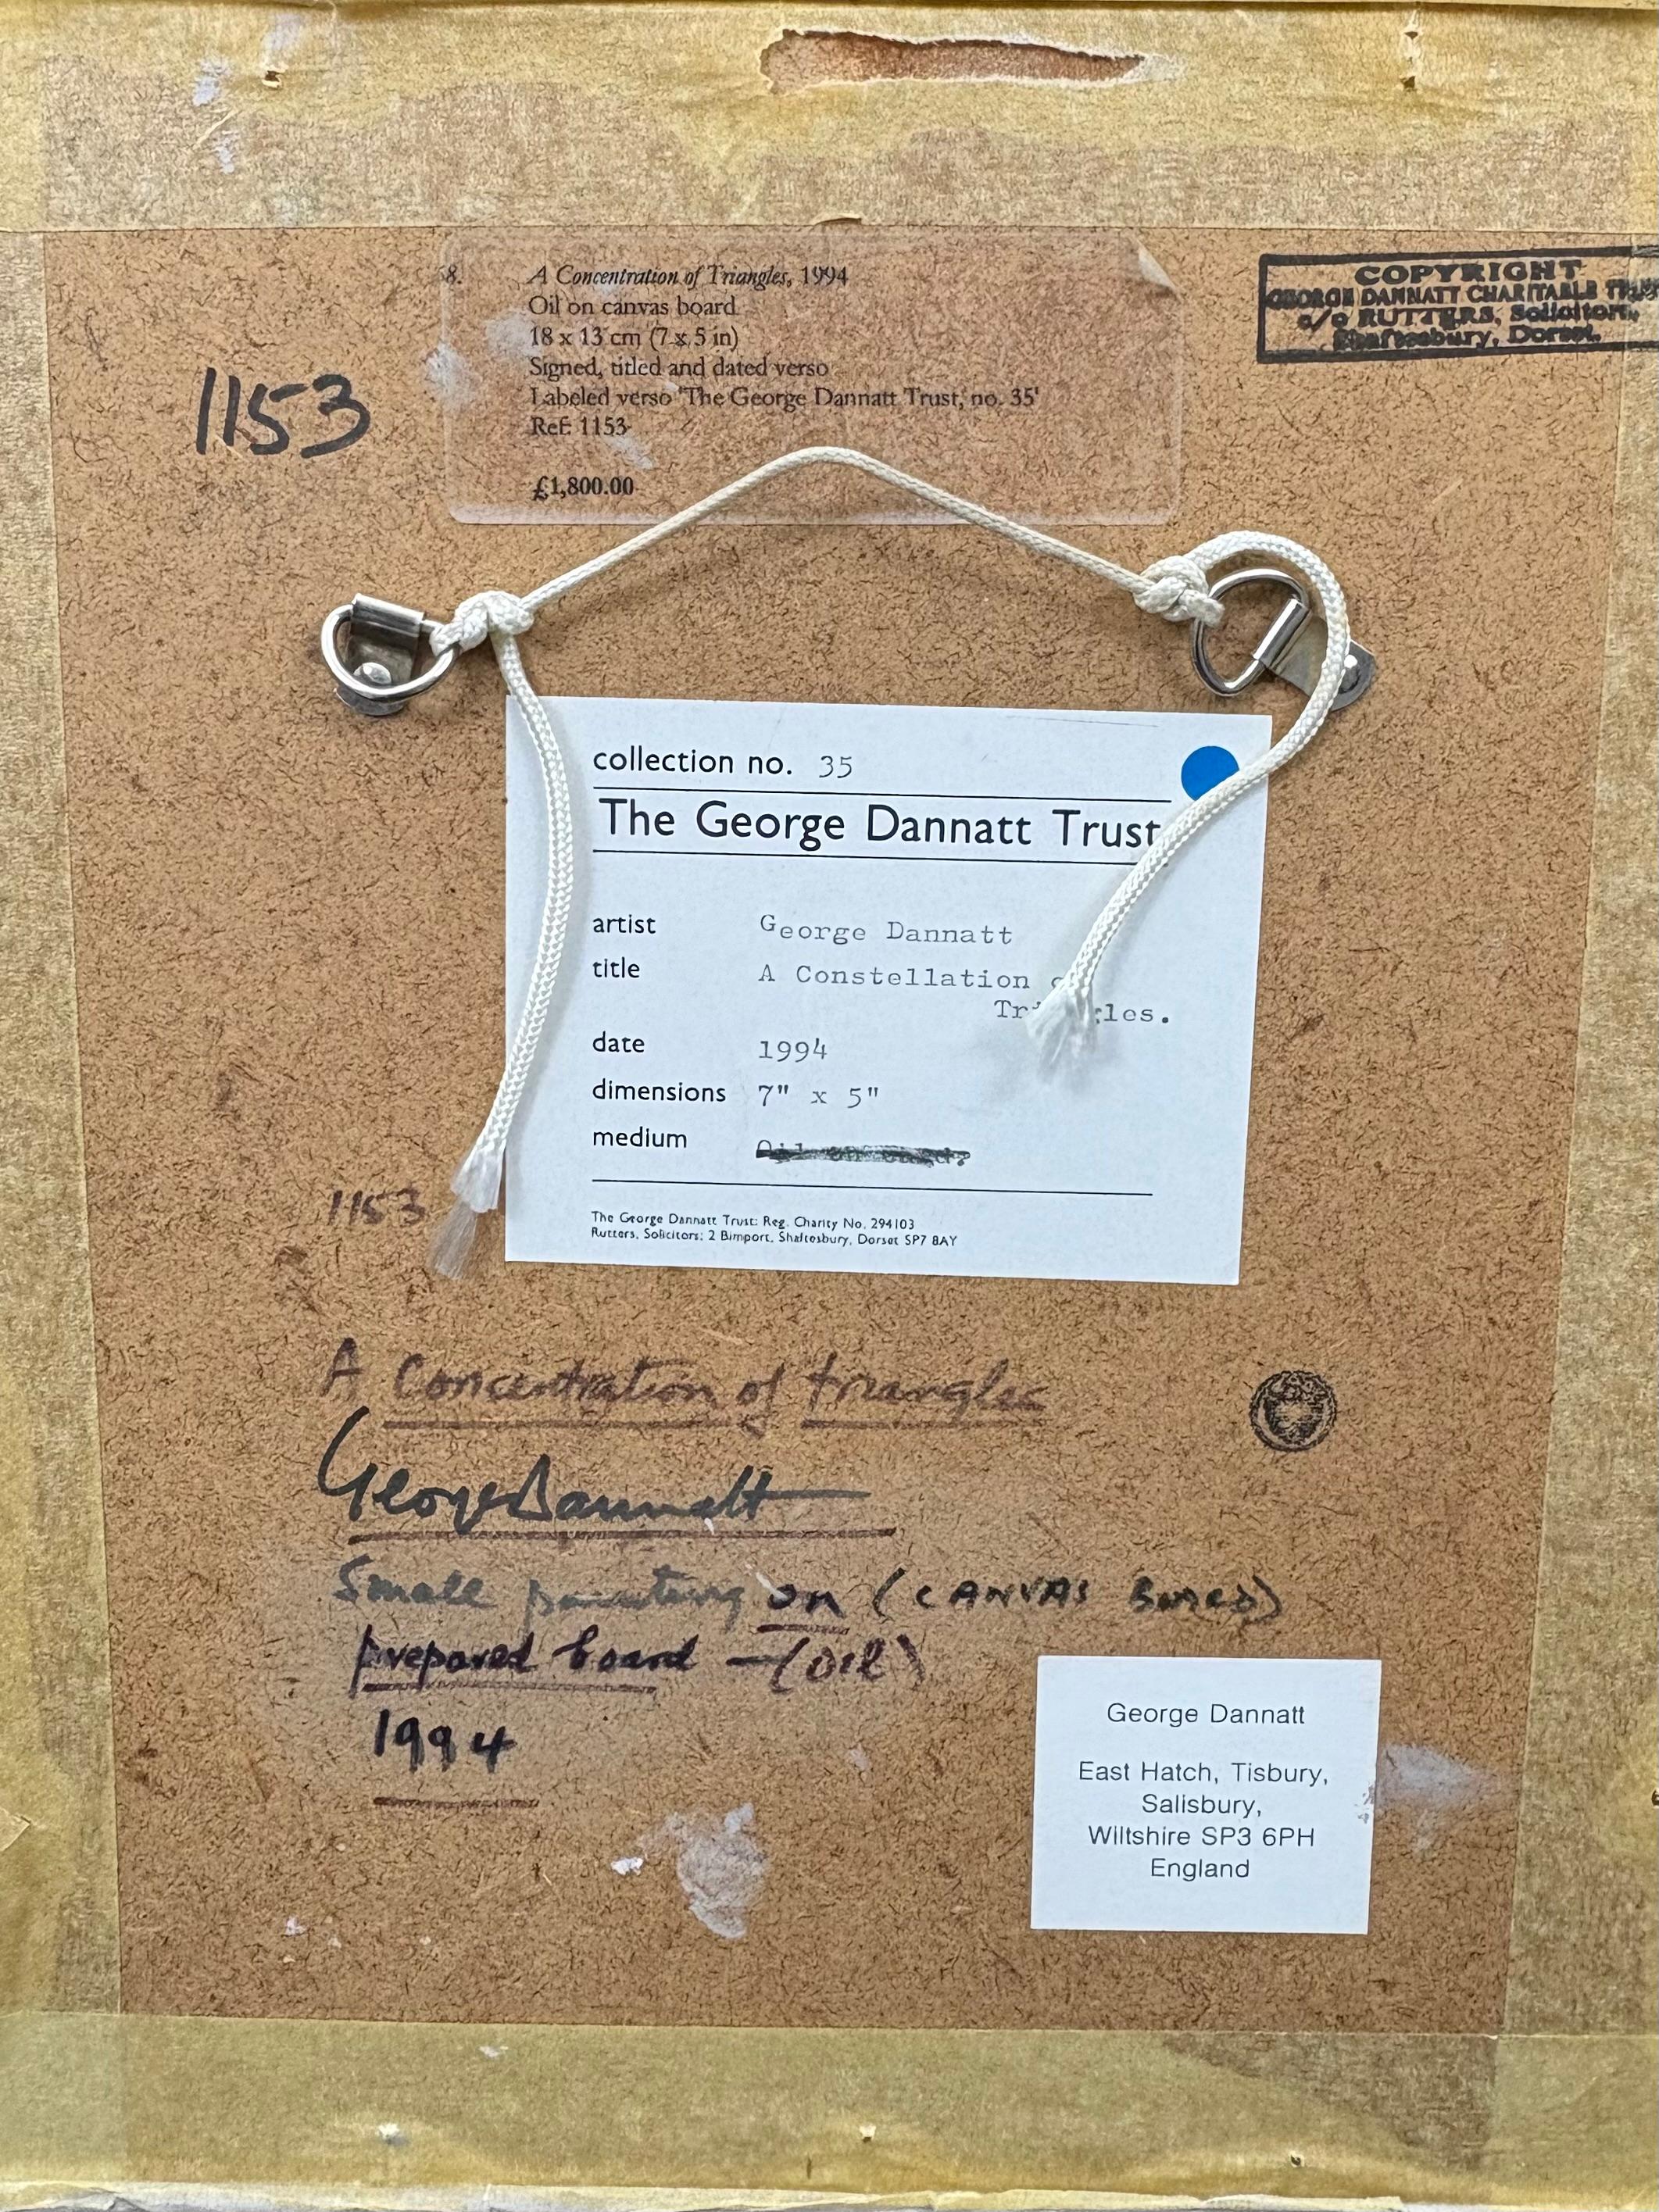 8. A Concentration of Triangles, 1994
Oil on canvas board
18 x 13 cm (7 x 5 in)
Signed, titled and dated verso
Labeled verso 'The George Dannatt Trust, no. 35'
Ref: 1153
£1,800.00
COPYRIGHT
GEORGE DANNATT CHARITABLE
c/o RUTTERS, Solicitors,
Shaftesbury, Dorset.
1153
collection no. 35
The George Dannatt Trust
artist George Dannatt
title A Constellation
date 1994
dimensions 7" x 5"
medium
The George Dannatt Trust: Reg. Charity No. 294103
Rutters, Solicitors: 2 Bimport, Shaftesbury, Dorset SP7 8AY
1153
A Concentration of triangles
George Dannatt
Small painting on (CANVAS BOARD)
prepared board — (OIL)
1994
George Dannatt
East Hatch, Tisbury,
Salisbury,
Wiltshire SP3 6PH
England